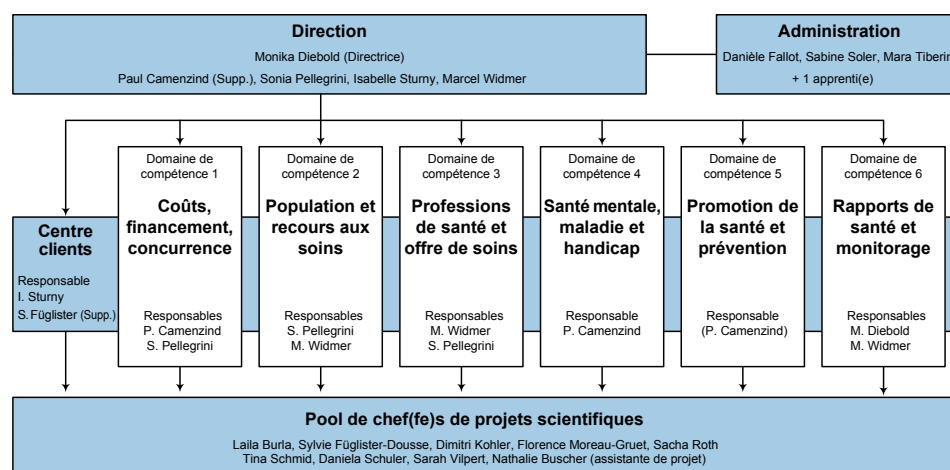 Direction
Monika Diebold (Directrice)
Paul Camenzind (Supp.), Sonia Pellegrini, Isabelle Sturny, Marcel Widmer
Administration
Danièle Fallot, Sabine Soler, Mara Tiberini
+ 1 apprenti(e)
Centre
clients
Responsable
I. Sturny
S. Füglister (Supp.)
Domaine de
compétence 1
Coûts,
financement,
concurrence
Responsables
P. Camenzind
S. Pellegrini
Domaine de
compétence 2
Population et
recours aux
soins
Responsables
S. Pellegrini
M. Widmer
Domaine de
compétence 3
Professions
de santé et
offre de soins
Responsables
M. Widmer
S. Pellegrini
Domaine de
compétence 4
Santé mentale,
maladie et
handicap
Responsables
P. Camenzind
Domaine de
compétence 5
Promotion de
la santé et
prévention
Responsable
(P. Camenzind)
Domaine de
compétence 6
Rapports de
santé et
monitorage
Responsables
M. Diebold
M. Widmer
Pool de chef(fe)s de projets scientifiques
Laila Burla, Sylvie Füglister-Dousse, Dimitri Kohler, Florence Moreau-Gruet, Sacha Roth
Tina Schmid, Daniela Schuler, Sarah Vilpert, Nathalie Buscher (assistante de projet)